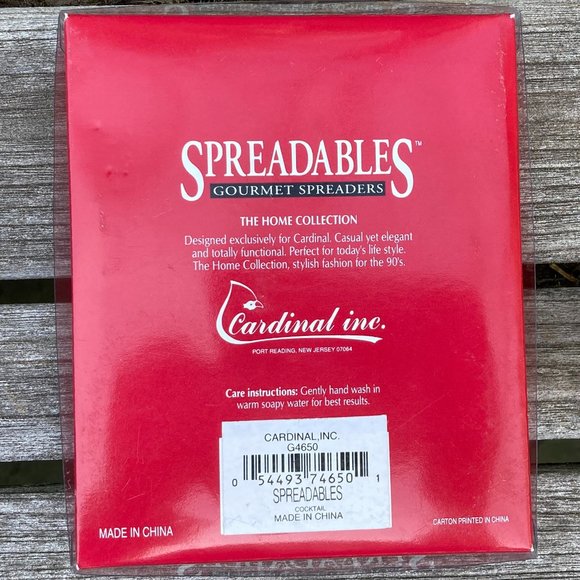 SPREADABLES™
GOURMET SPREADERS
THE HOME COLLECTION
Designed exclusively for Cardinal. Casual yet elegant
and totally functional. Perfect for today's life style.
The Home Collection, stylish fashion for the 90's.
Cardinal inc.
PORT READING, NEW JERSEY 07064
Care instructions: Gently hand wash in
warm soapy water for best results.
CARDINAL,INC.
G4650
0 54493 74650 1
SPREADABLES
COCKTAIL
MADE IN CHINA
MADE IN CHINA
CARTON PRINTED IN CHINA
SPREADABLES